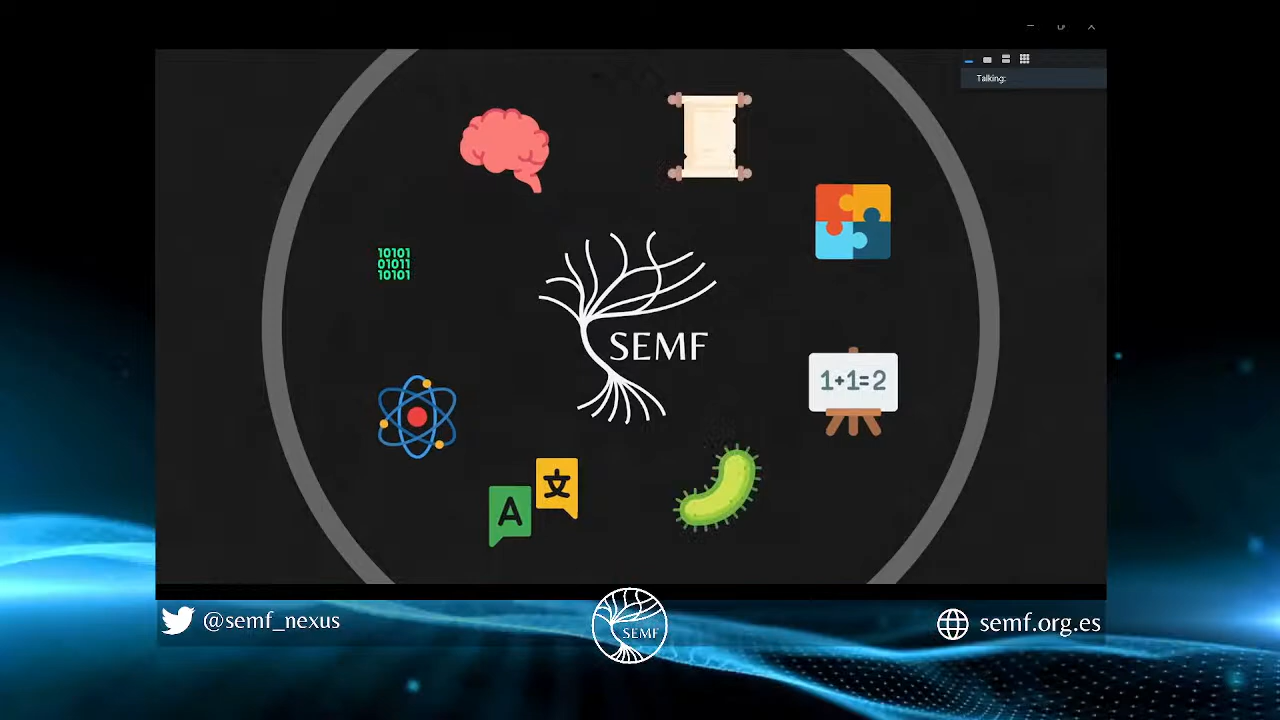 Talking:
10101
01011
10101
SEMF
1+1=2
A
文
@semf_nexus
SEMF
semf.org.es